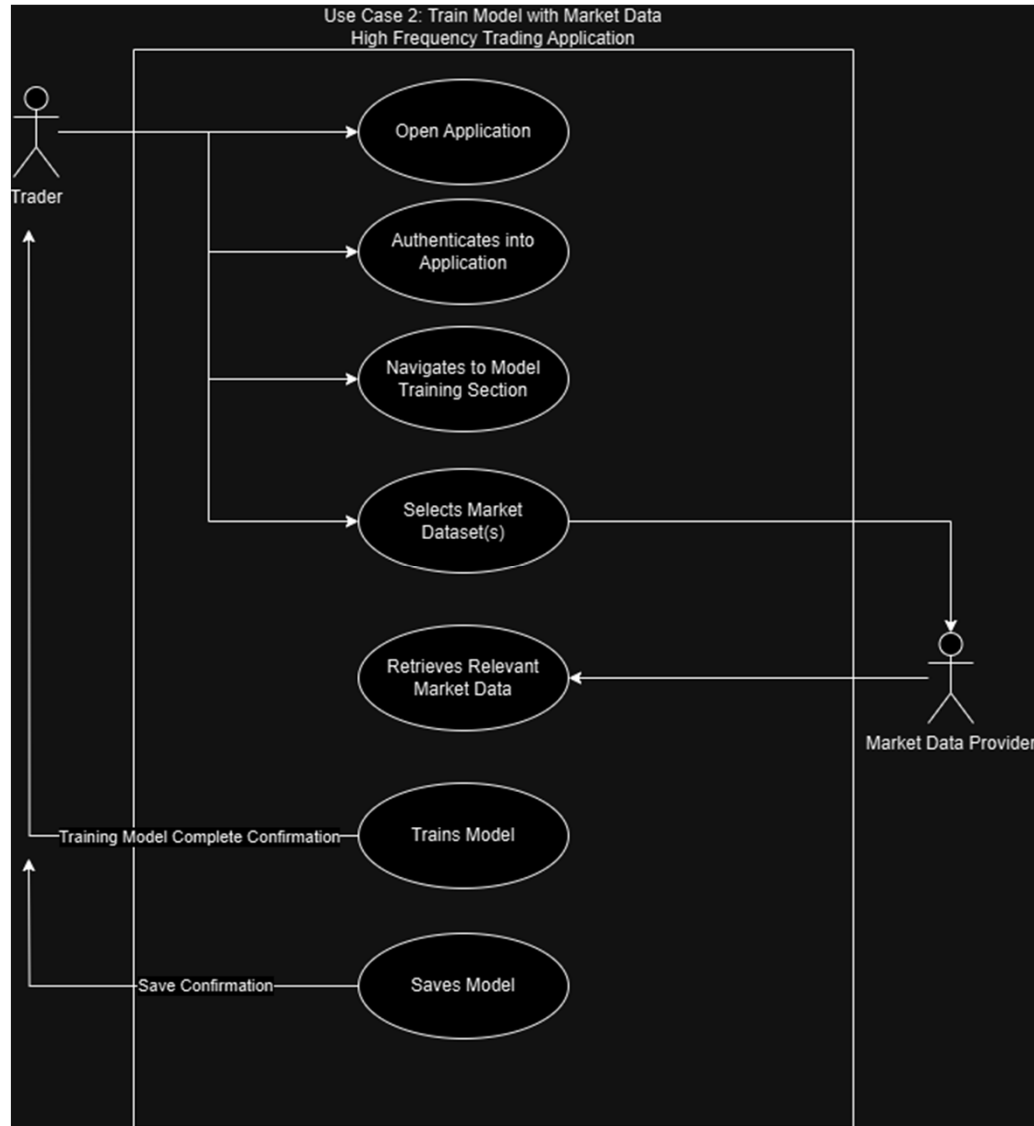 Use Case 2: Train Model with Market Data
High Frequency Trading Application
Open Application
Trader
Authenticates into
Application
Navigates to Model
Training Section
Selects Market
Dataset(s)
Retrieves Relevant
Market Data
Market Data Provider
Training Model Complete Confirmation
Trains Model
Save Confirmation
Saves Model